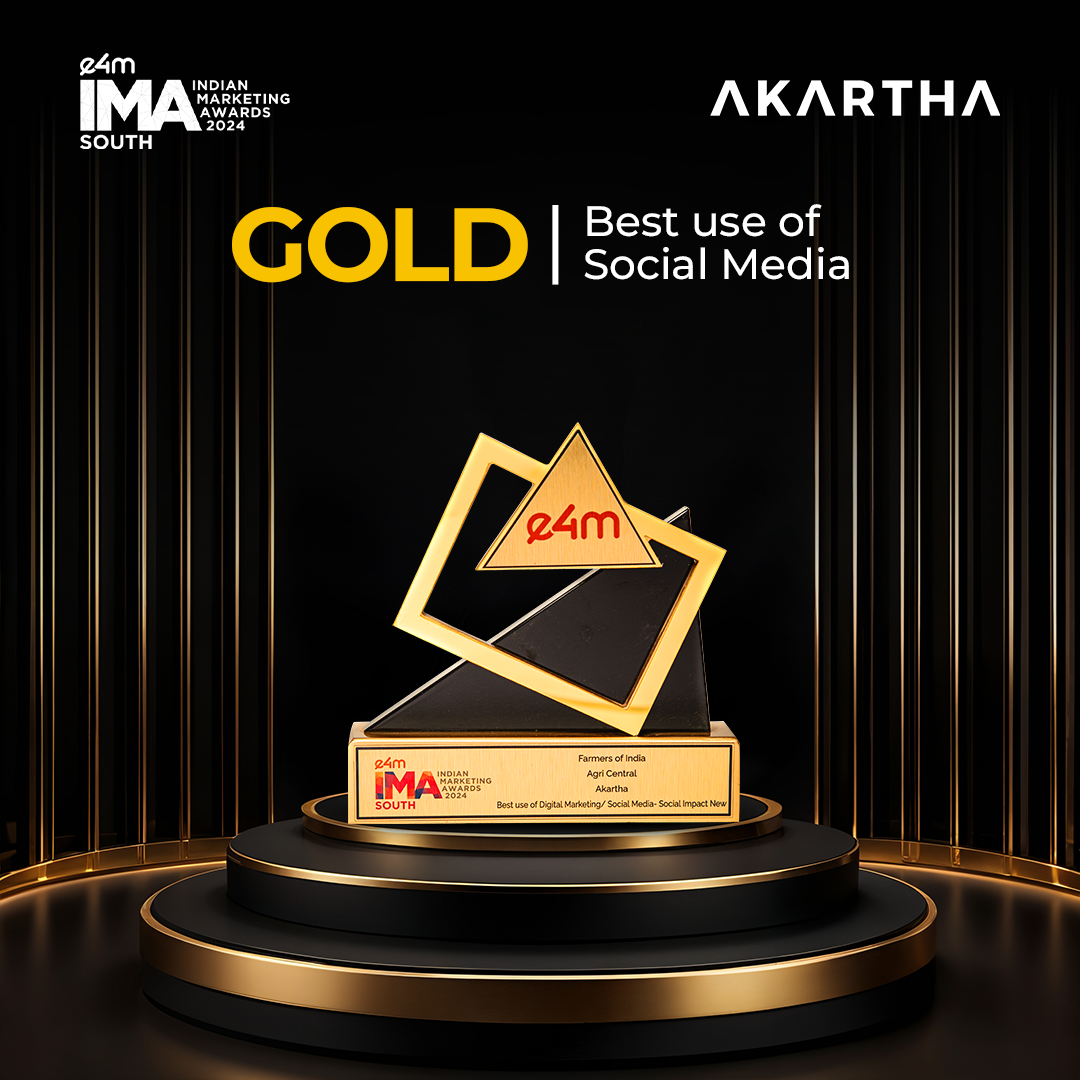 e4m
IMA INDIAN MARKETING AWARDS 2024
SOUTH
AKARTHA
GOLD
Best use of
Social Media
e4m
e4m
IMA INDIAN MARKETING AWARDS 2024
SOUTH
Farmers of India
Agri Central
Akartha
Best use of Digital Marketing/ Social Media- Social Impact New